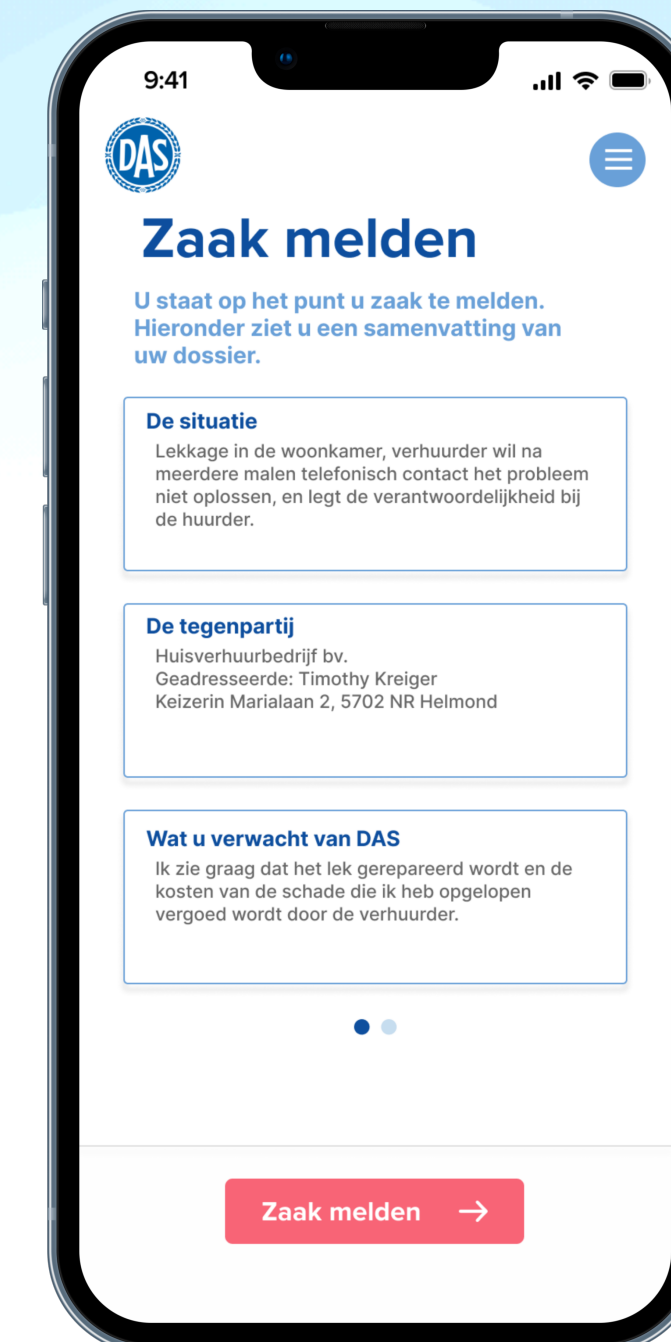 9:41
DAS
Zaak melden
U staat op het punt u zaak te melden.
Hieronder ziet u een samenvatting van
uw dossier.
De situatie
Lekkage in de woonkamer, verhuurder wil na
meerdere malen telefonisch contact het probleem
niet oplossen, en legt de verantwoordelijkheid bij
de huurder.
De tegenpartij
Huisverhuurbedrijf bv.
Geadresseerde: Timothy Kreiger
Keizerin Marialaan 2, 5702 NR Helmond
Wat u verwacht van DAS
Ik zie graag dat het lek gerepareerd wordt en de
kosten van de schade die ik heb opgelopen
vergoed wordt door de verhuurder.
Zaak melden